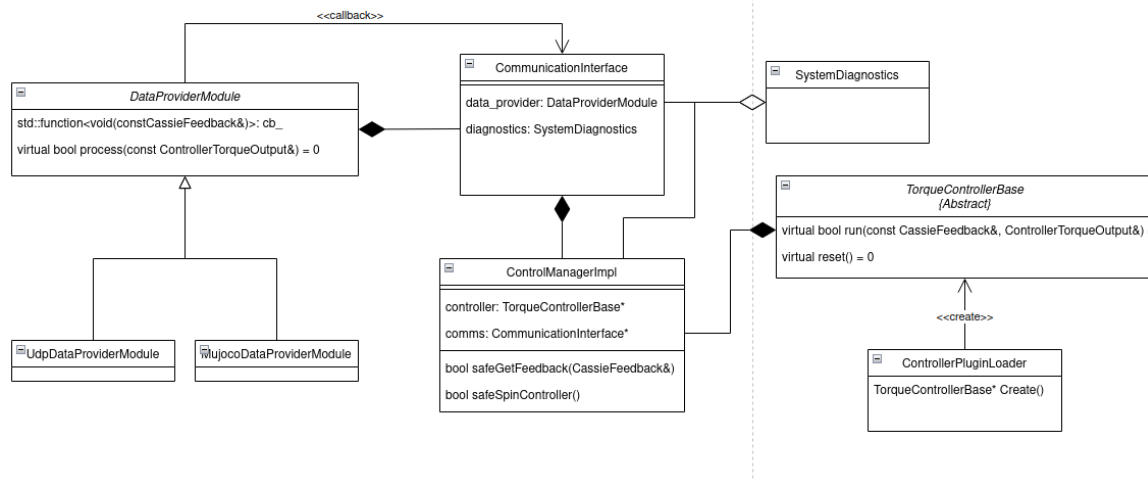 <<callback>>
CommunicationInterface
data_provider: DataProviderModule
diagnostics: SystemDiagnostics
SystemDiagnostics
DataProviderModule
std::function<void(constCassieFeedback&)>: cb_
virtual bool process(const ControllerTorqueOutput&) = 0
TorqueControllerBase
{Abstract}
virtual bool run(const CassieFeedback&, ControllerTorqueOutput&)
virtual reset() = 0
ControlManagerImpl
controller: TorqueControllerBase*
comms: CommunicationInterface*
bool safeGetFeedback(CassieFeedback&)
bool safeSpinController()
<<create>>
UdpDataProviderModule
MujocoDataProviderModule
ControllerPluginLoader
TorqueControllerBase* Create()